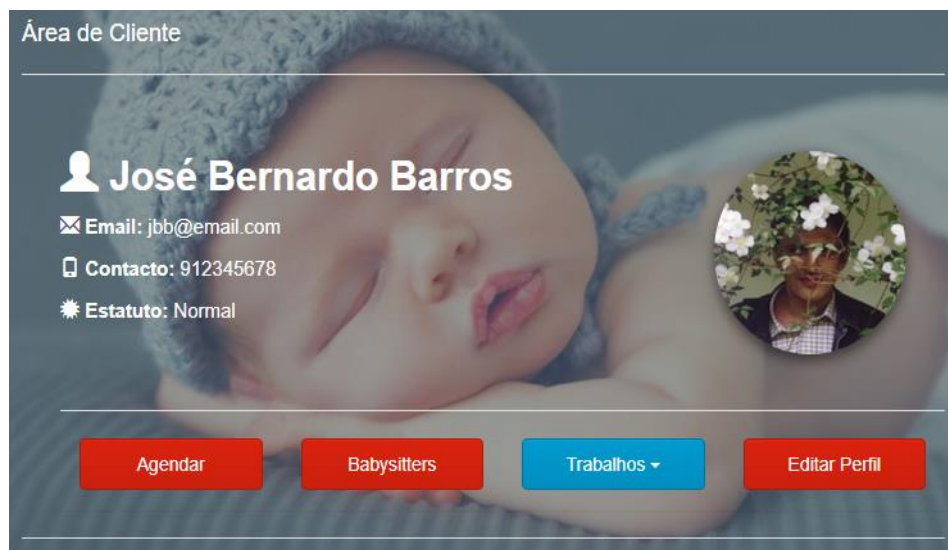 Área de Cliente
José Bernardo Barros
Email: jbb@email.com
Contacto: 912345678
Estatuto: Normal
Agendar Babysitters Trabalhos Editar Perfil